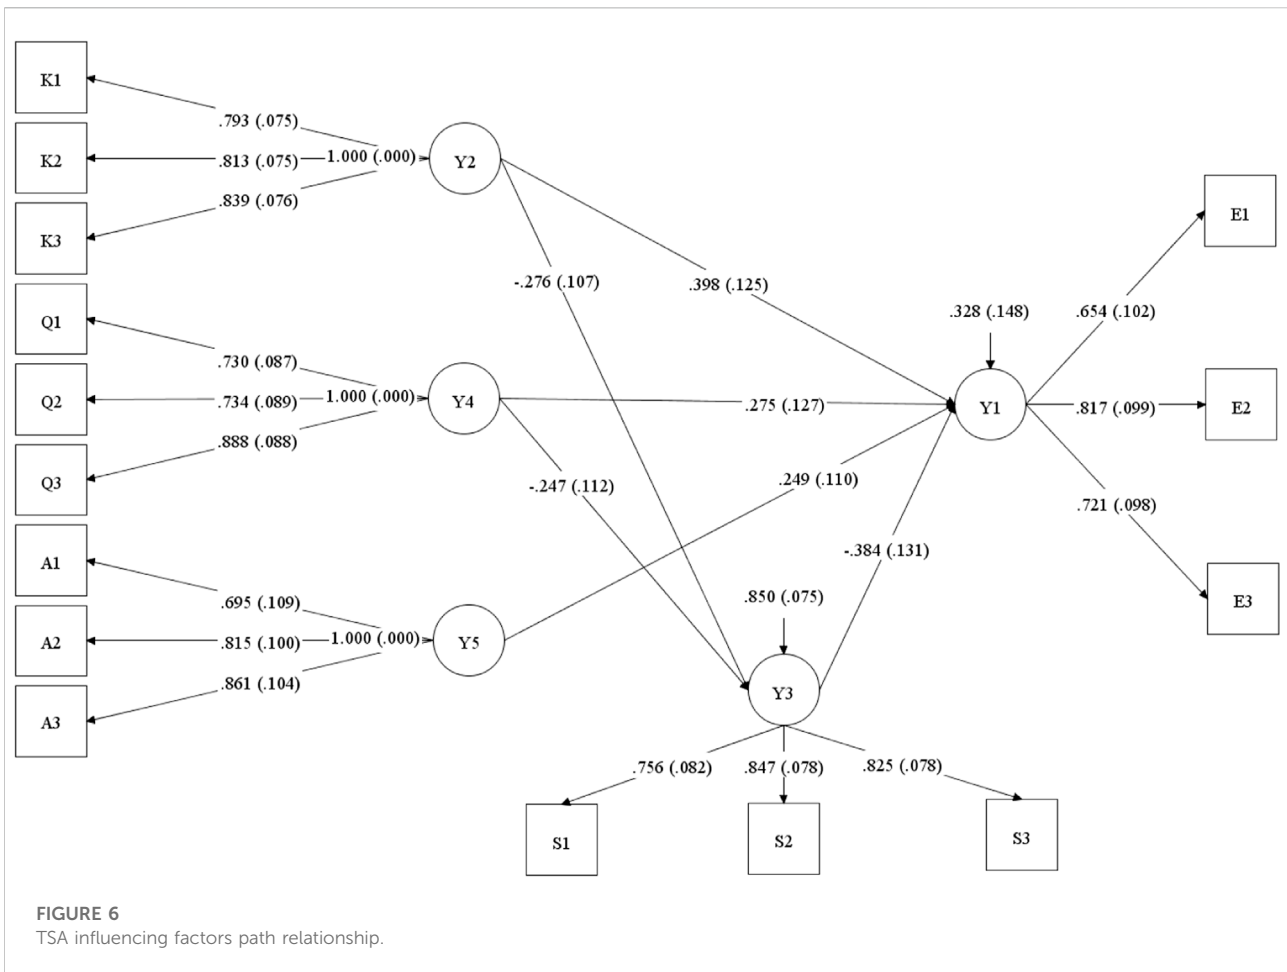 K1
.793 (.075)
K2
.813 (.075)
1.000 (.000)
Y2
.839 (.076)
K3
E1
-.276 (.107)
.398 (.125)
.328 (.148)
.654 (.102)
Q1
.730 (.087)
Q2
.734 (.089)
1.000 (.000)
Y4
.275 (.127)
Y1
.817 (.099)
E2
.888 (.088)
Q3
-.247 (.112)
.249 (.110)
.721 (.098)
A1
-.384 (.131)
.695 (.109)
.850 (.075)
E3
A2
.815 (.100)
1.000 (.000)
Y5
.861 (.104)
Y3
A3
.756 (.082)
.847 (.078)
.825 (.078)
S1
S2
S3
FIGURE 6
TSA influencing factors path relationship.